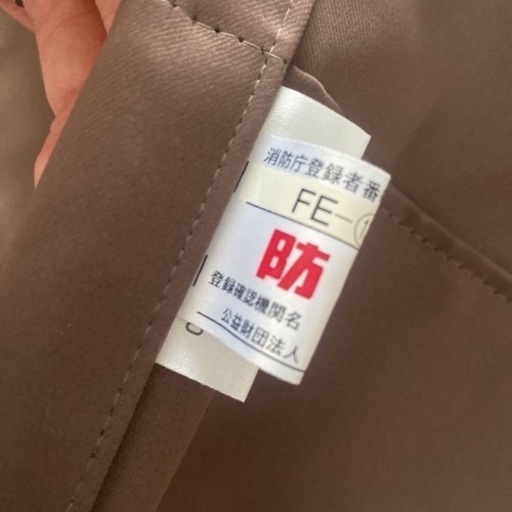 消防庁登録者番
FE-
防
登録確認機関名
公益財団法人